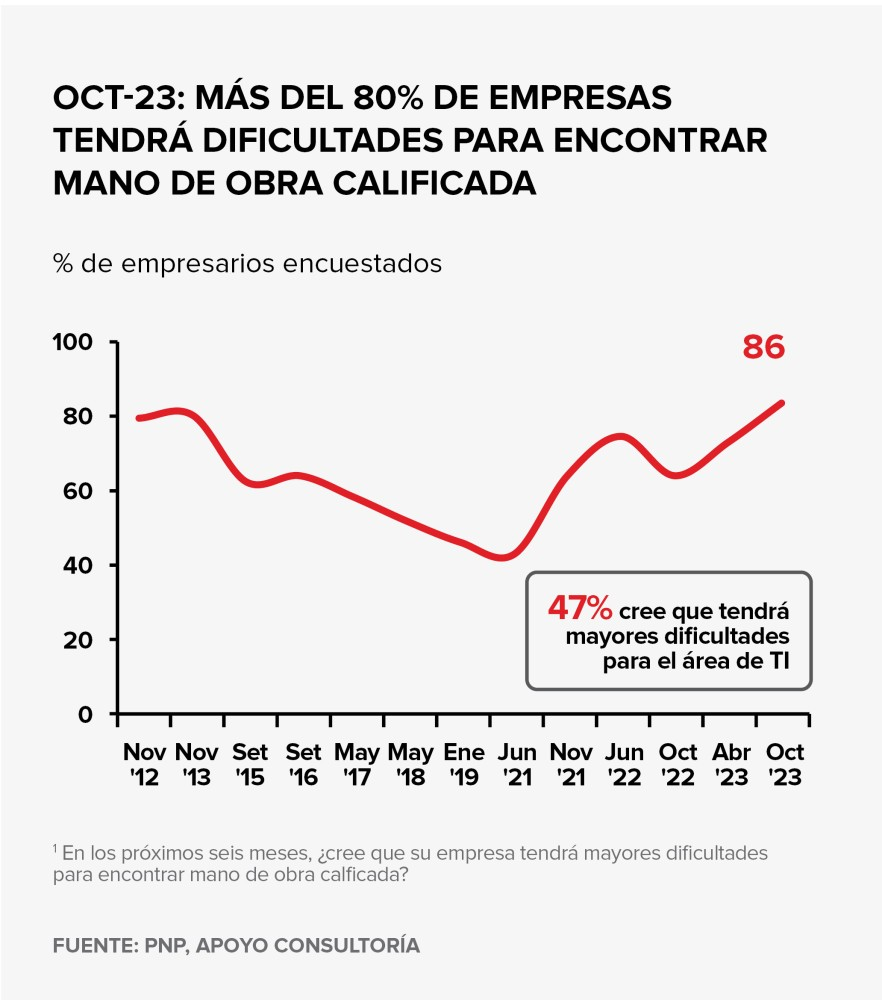 OCT-23: MÁS DEL 80% DE EMPRESAS
TENDRÁ DIFICULTADES PARA ENCONTRAR
MANO DE OBRA CALIFICADA
% de empresarios encuestados
100
86
80
60
40
20
0
47% cree que tendrá
mayores dificultades
para el área de TI
Nov Nov Set Set May May Ene Jun Nov Jun Oct Abr Oct
'12 '13 '15 '16 '17 '18 '19 '21 '21 '22 '22 '23 '23
¹ En los próximos seis meses, ¿cree que su empresa tendrá mayores dificultades
para encontrar mano de obra calficada?
FUENTE: PNP, APOYO CONSULTORÍA